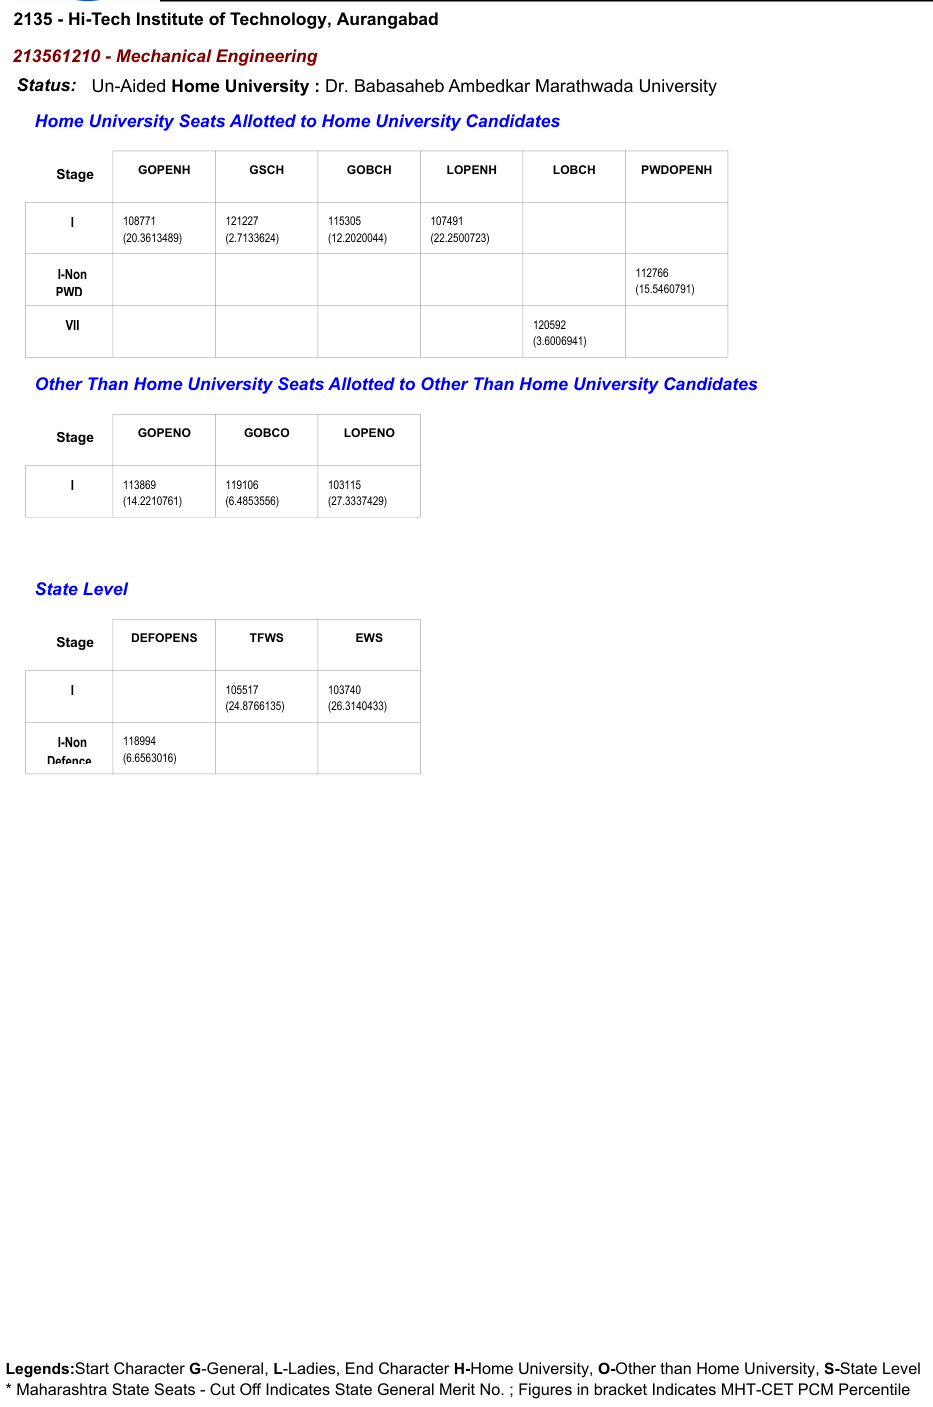 2135 - Hi-Tech Institute of Technology, Aurangabad
213561210 - Mechanical Engineering
Status: Un-Aided Home University : Dr. Babasaheb Ambedkar Marathwada University
Home University Seats Allotted to Home University Candidates
Stage GOPENH GSCH GOBCH LOPENH LOBCH PWDOPENH
I 108771 121227 115305 107491
(20.3613489) (2.7133624) (12.2020044) (22.2500723)
I-Non 112766
PWD (15.5460791)
VII 120592
(3.6006941)
Other Than Home University Seats Allotted to Other Than Home University Candidates
Stage GOPENO GOBCO LOPENO
I 113869 119106 103115
(14.2210761) (6.4853556) (27.3337429)
State Level
Stage DEFOPENS TFWS EWS
I 105517 103740
(24.8766135) (26.3140433)
I-Non 118994
Defence (6.6563016)
Legends:Start Character G-General, L-Ladies, End Character H-Home University, O-Other than Home University, S-State Level
* Maharashtra State Seats - Cut Off Indicates State General Merit No. ; Figures in bracket Indicates MHT-CET PCM Percentile